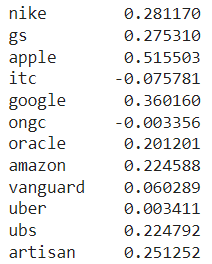 nike 0.281170
gs 0.275310
apple 0.515503
itc -0.075781
google 0.360160
ongc -0.003356
oracle 0.201201
amazon 0.224588
vanguard 0.060289
uber 0.003411
ubs 0.224792
artisan 0.251252